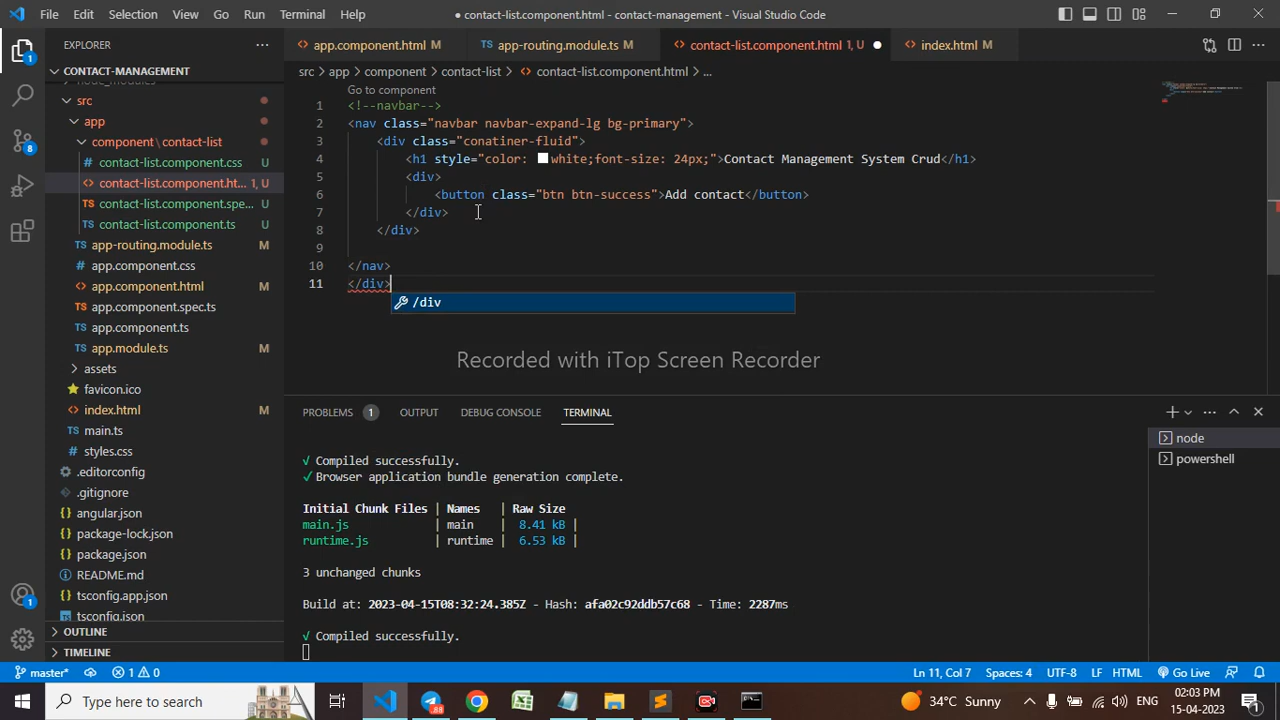 File Edit Selection View Go Run Terminal Help
● contact-list.component.html - contact-management - Visual Studio Code
EXPLORER
app.component.html M
app-routing.module.ts M
contact-list.component.html 1, U
index.html M
CONTACT-MANAGEMENT
src > app > component > contact-list > contact-list.component.html > ...
node_modules
src
app
component \ contact-list
contact-list.component.css U
contact-list.component.ht... 1, U
contact-list.component.spe... U
contact-list.component.ts U
app-routing.module.ts M
app.component.css
app.component.html M
app.component.spec.ts
app.component.ts
app.module.ts M
assets
favicon.ico
index.html M
main.ts
styles.css
.editorconfig
.gitignore
angular.json
package-lock.json
package.json
README.md
tsconfig.app.json
tsconfig.json
OUTLINE
TIMELINE
1
8
1
Go to component
1 <!--navbar-->
2 <nav class="navbar navbar-expand-lg bg-primary">
3 <div class="conatiner-fluid">
4 <h1 style="color: white;font-size: 24px;">Contact Management System Crud</h1>
5 <div>
6 <button class="btn btn-success">Add contact</button>
7 </div>
8 </div>
9
10 </nav>
11 </div>
/div
Recorded with iTop Screen Recorder
PROBLEMS 1 OUTPUT DEBUG CONSOLE TERMINAL
node
powershell
√ Compiled successfully.
✓ Browser application bundle generation complete.
Initial Chunk Files | Names | Raw Size
main.js | main | 8.41 kB |
runtime.js | runtime | 6.53 kB |
3 unchanged chunks
Build at: 2023-04-15T08:32:24.385Z - Hash: afa02c92ddb57c68 - Time: 2287ms
√ Compiled successfully.
master* 1 0 Ln 11, Col 7 Spaces: 4 UTF-8 LF HTML Go Live
Type here to search
88
34°C Sunny
ENG
02:03 PM
15-04-2023
1